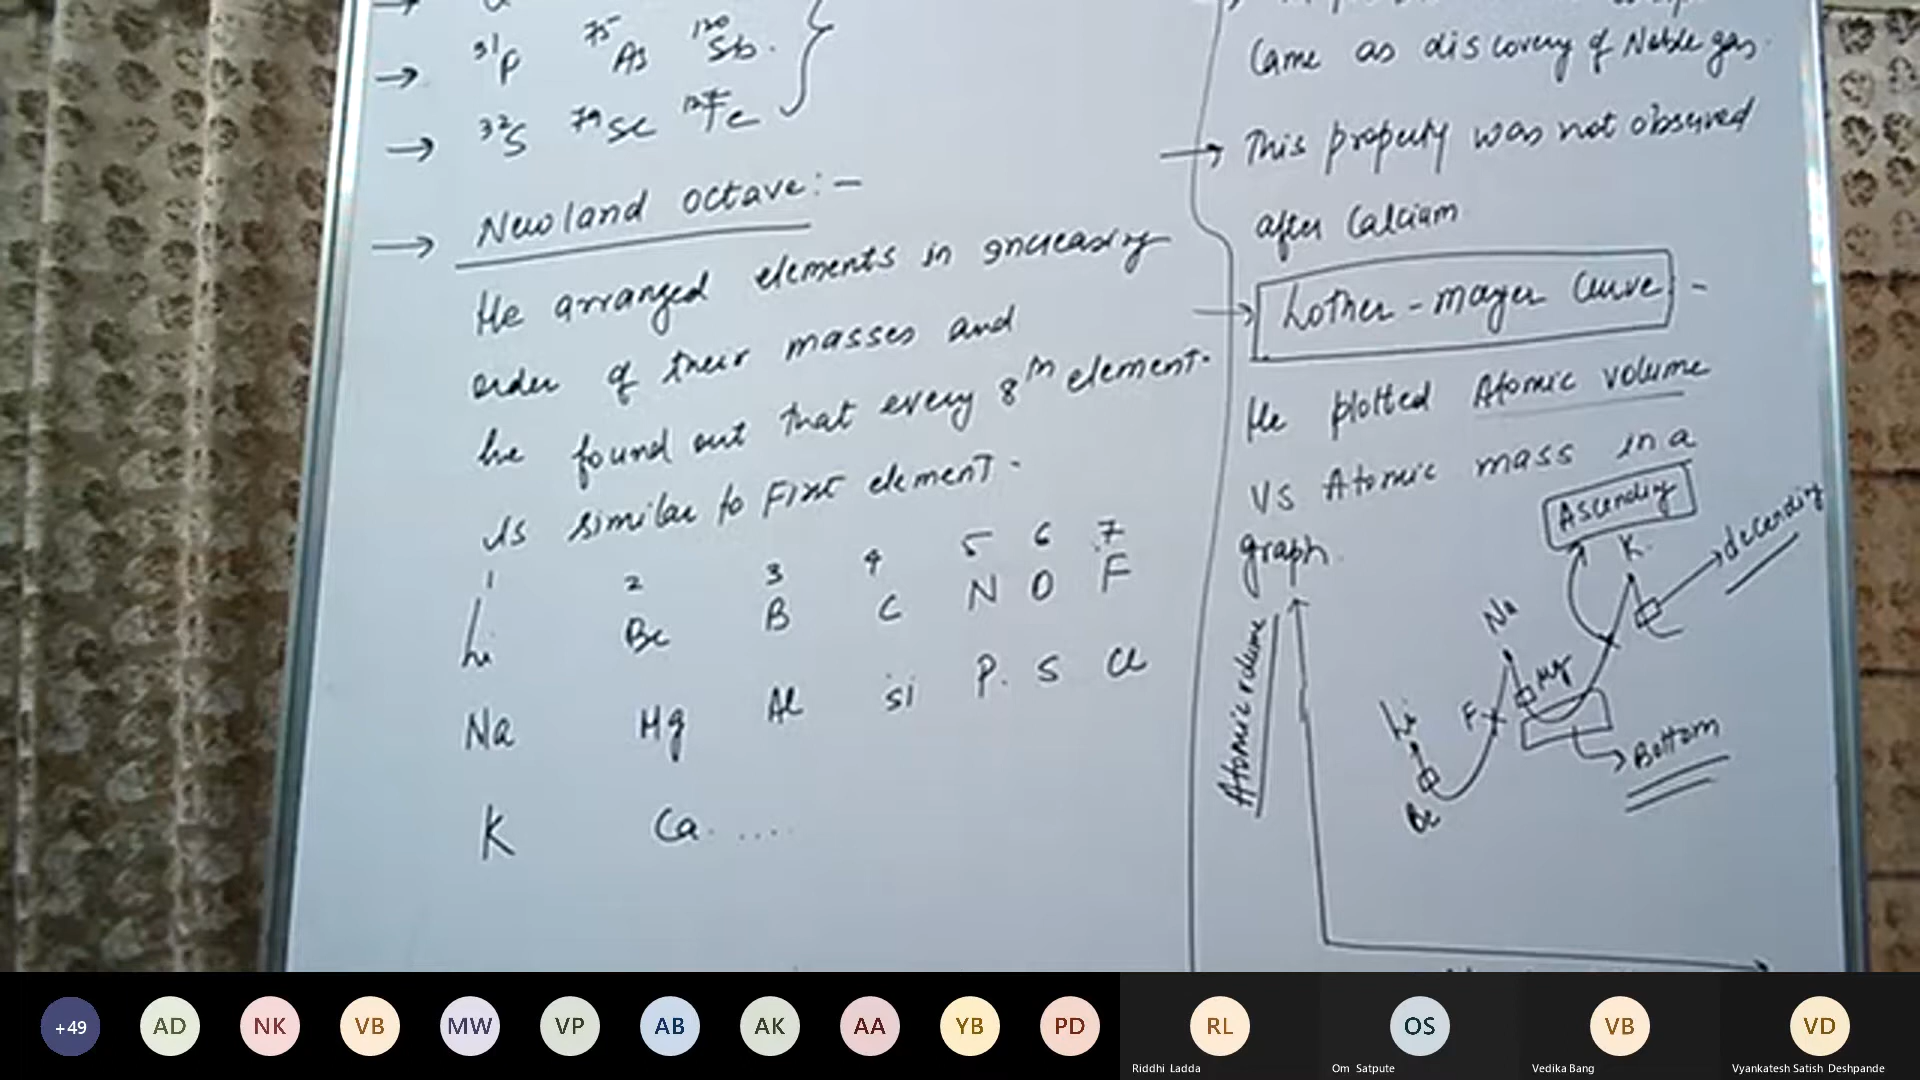 → ³¹P ⁷⁵As ¹²⁰Sb.
→ ³²S ⁷⁹Se ¹²⁷Te
→ Newland octave:-
He arranged elements in increasing
order of their masses and
he found out that every 8th element.
is similar to First element.
1 2 3 4 5 6 7
Li Be B C N O F
Na Mg Al Si P. S Cl
K Ca.....
Came as discovery of Noble gas.
→ This property was not observed
after Calcium
→ Lother-mayer Curve -
He plotted Atomic volume
Vs Atomic mass in a
graph.
Ascending
decending
K.
Na
Mg
F
Li
Be
Bottom
Atomic volume
+49 AD NK VB MW VP AB AK AA YB PD RL OS VB VD
Riddhi Ladda Om Satpute Vedika Bang Vyankatesh Satish Deshpande